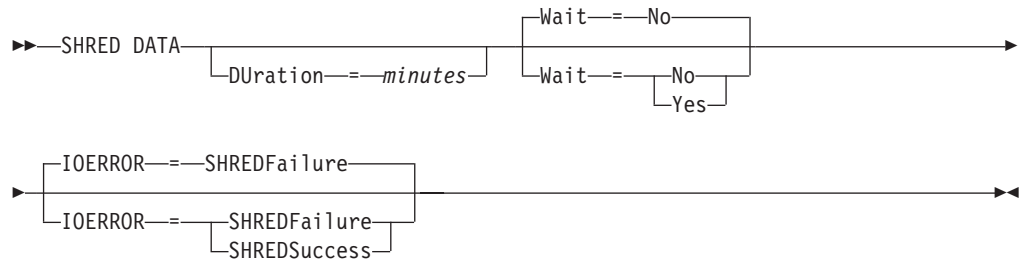 Wait = No
SHRED DATA
DUration = minutes Wait = No
Yes
IOERROR = SHREDFailure
IOERROR = SHREDFailure
SHREDSuccess